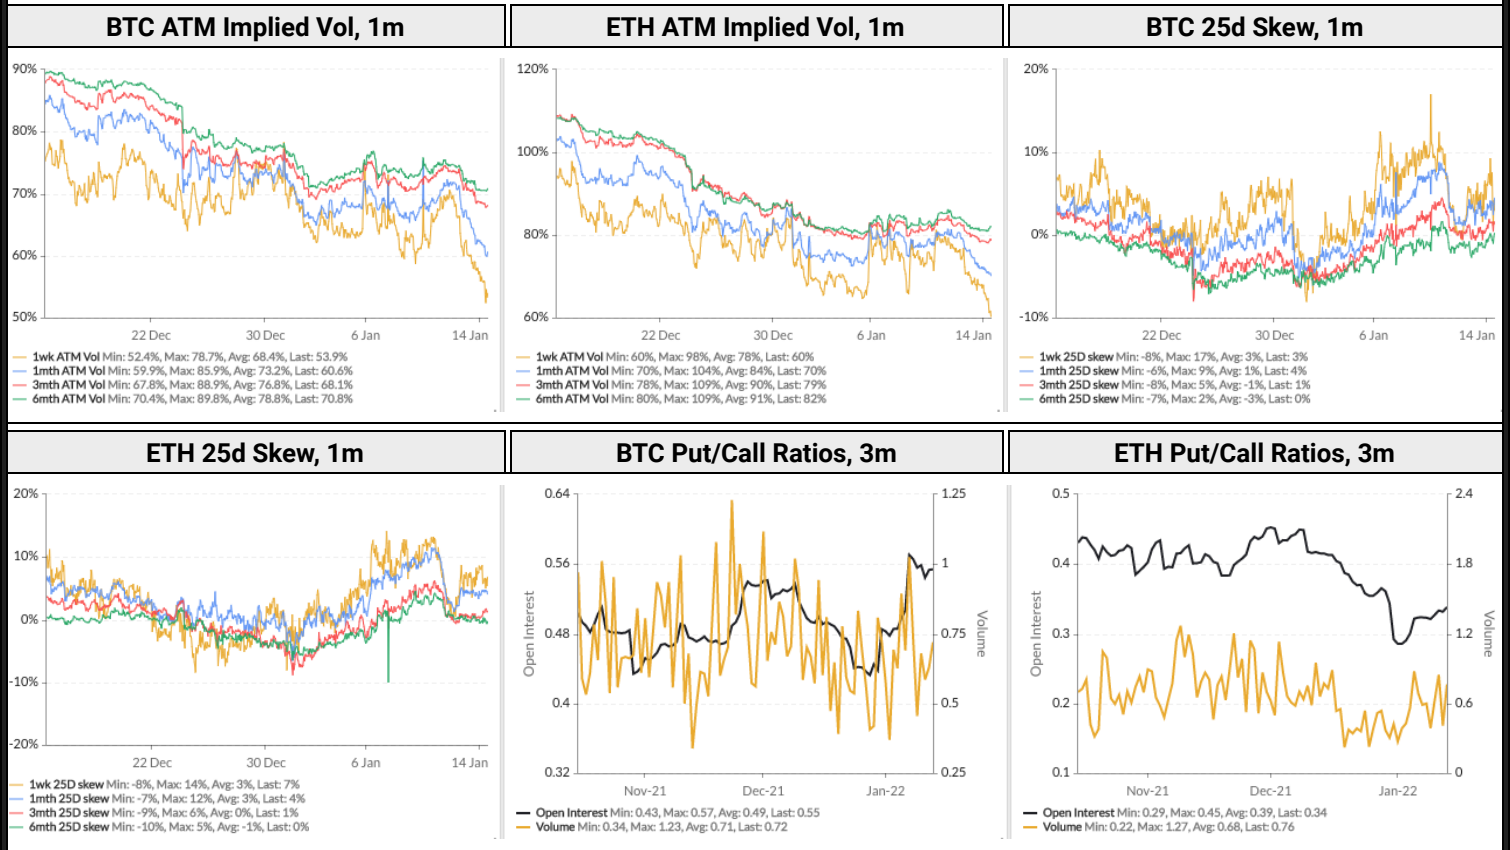 BTC ATM Implied Vol, 1m
90%
80%
70%
60%
50%
22 Dec
30 Dec
6 Jan
14 Jan
1wk ATM Vol Min: 52.4%, Max: 78.7%, Avg: 68.4%, Last: 53.9%
1mth ATM Vol Min: 59.9%, Max: 85.9%, Avg: 73.2%, Last: 60.6%
3mth ATM Vol Min: 67.8%, Max: 88.9%, Avg: 76.8%, Last: 68.1%
6mth ATM Vol Min: 70.4%, Max: 89.8%, Avg: 78.8%, Last: 70.8%
ETH ATM Implied Vol, 1m
120%
100%
80%
60%
22 Dec
30 Dec
6 Jan
14 Jan
1wk ATM Vol Min: 60%, Max: 98%, Avg: 78%, Last: 60%
1mth ATM Vol Min: 70%, Max: 104%, Avg: 84%, Last: 70%
3mth ATM Vol Min: 78%, Max: 109%, Avg: 90%, Last: 79%
6mth ATM Vol Min: 80%, Max: 109%, Avg: 91%, Last: 82%
BTC 25d Skew, 1m
20%
10%
0%
-10%
22 Dec
30 Dec
6 Jan
14 Jan
1wk 25D skew Min: -8%, Max: 17%, Avg: 3%, Last: 3%
1mth 25D skew Min: -6%, Max: 9%, Avg: 1%, Last: 4%
3mth 25D skew Min: -8%, Max: 5%, Avg: -1%, Last: 1%
6mth 25D skew Min: -7%, Max: 2%, Avg: -3%, Last: 0%
ETH 25d Skew, 1m
20%
10%
0%
-10%
-20%
22 Dec
30 Dec
6 Jan
14 Jan
1wk 25D skew Min: -8%, Max: 14%, Avg: 3%, Last: 7%
1mth 25D skew Min: -7%, Max: 12%, Avg: 3%, Last: 4%
3mth 25D skew Min: -9%, Max: 6%, Avg: 0%, Last: 1%
6mth 25D skew Min: -10%, Max: 5%, Avg: -1%, Last: 0%
BTC Put/Call Ratios, 3m
0.64
0.56
0.48
0.4
0.32
Open Interest
1.25
1
0.75
0.5
0.25
Volume
Nov-21
Dec-21
Jan-22
Open Interest Min: 0.43, Max: 0.57, Avg: 0.49, Last: 0.55
Volume Min: 0.34, Max: 1.23, Avg: 0.71, Last: 0.72
ETH Put/Call Ratios, 3m
0.5
0.4
0.3
0.2
0.1
Open Interest
2.4
1.8
1.2
0.6
0
Volume
Nov-21
Dec-21
Jan-22
Open Interest Min: 0.29, Max: 0.45, Avg: 0.39, Last: 0.34
Volume Min: 0.22, Max: 1.27, Avg: 0.68, Last: 0.76